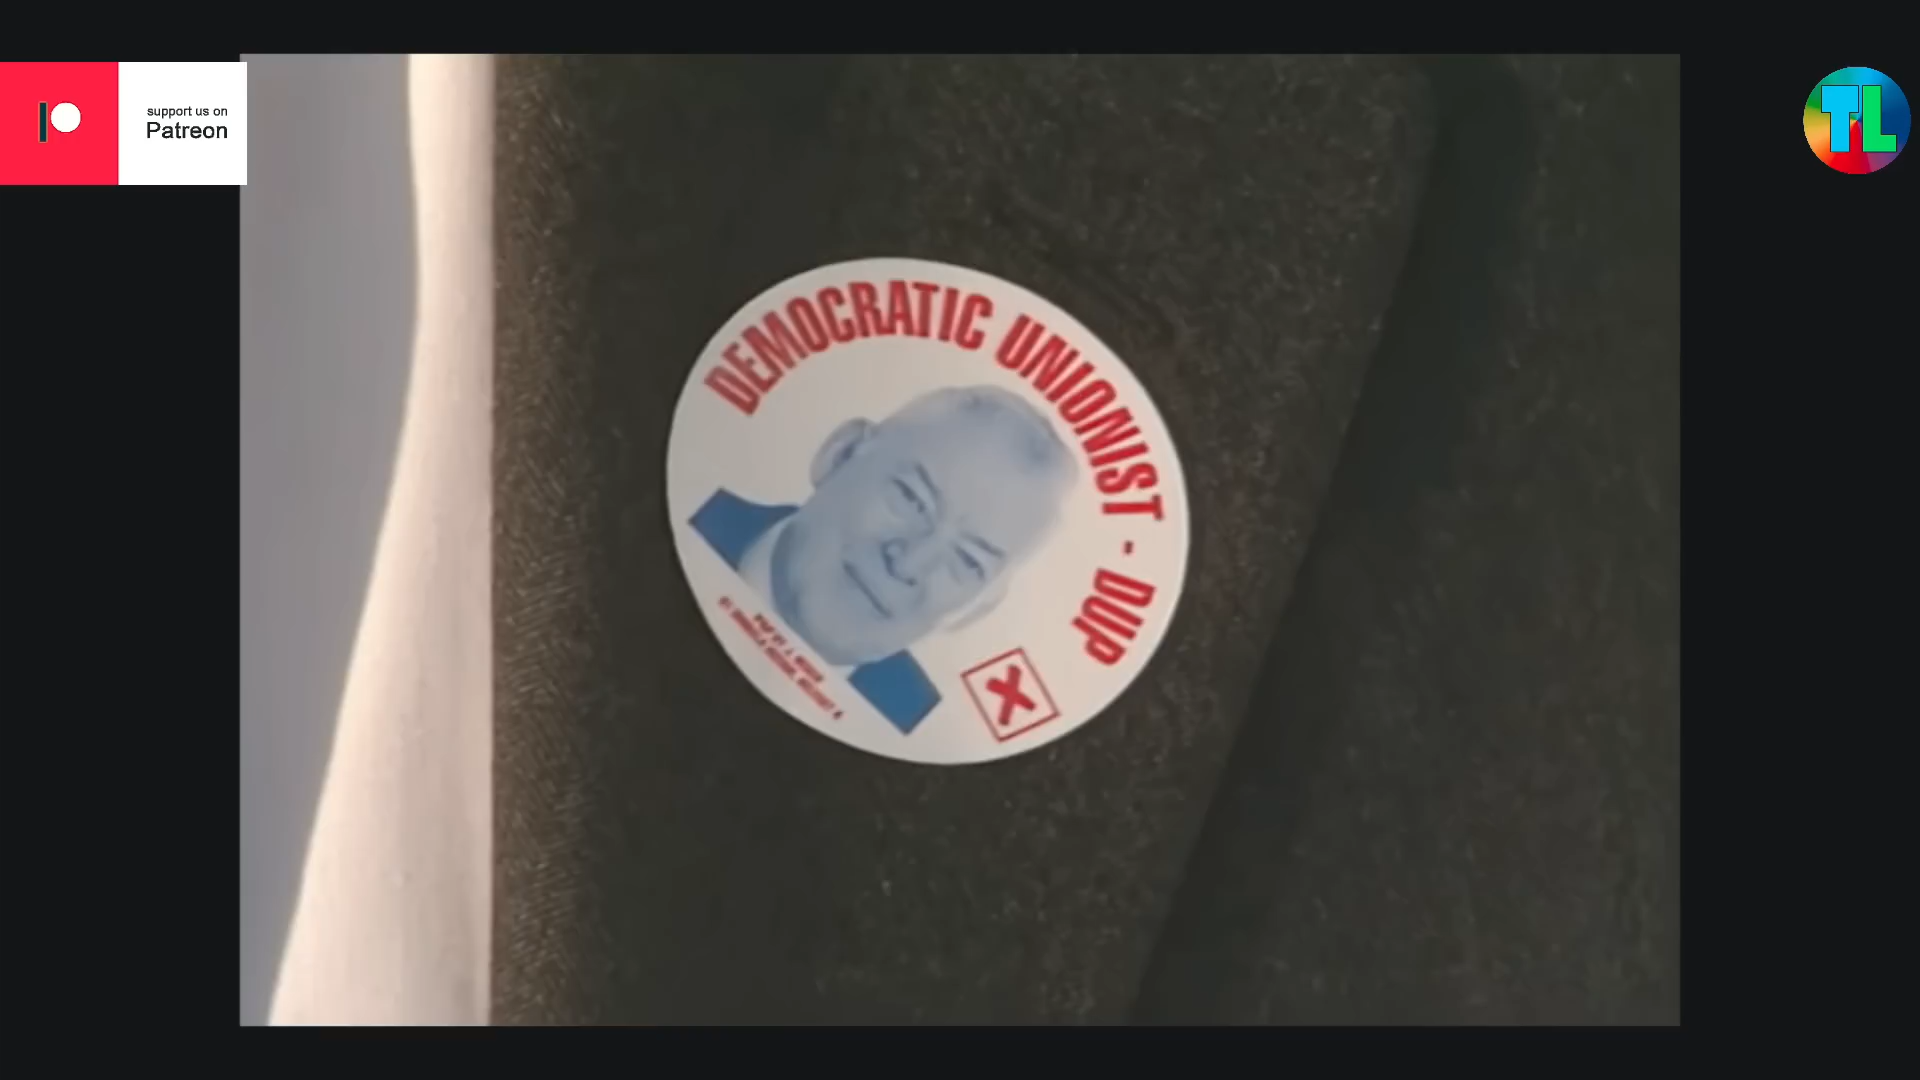 support us on
Patreon
TL
DEMOCRATIC UNIONIST - DUP
X